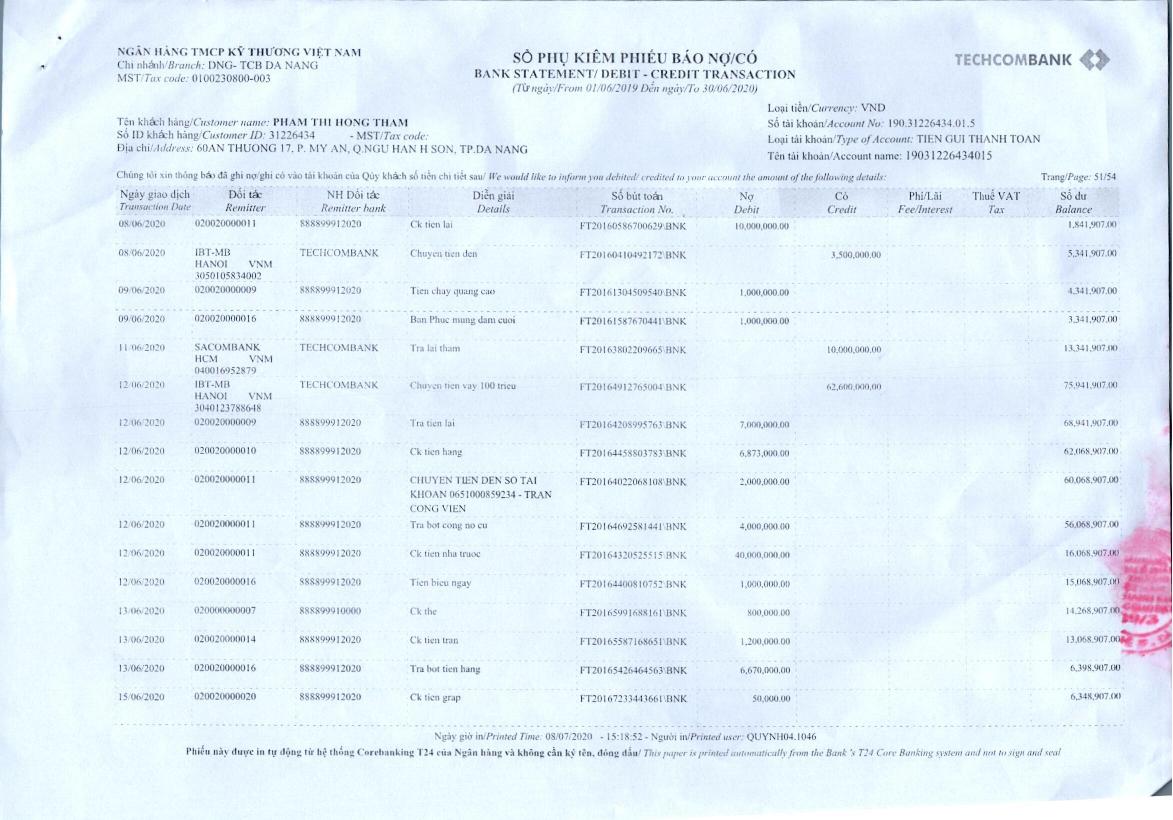 NGÂN HÀNG TMCP KỸ THƯƠNG VIỆT NAM
Chi nhánh/Branch: DNG- TCB DA NANG
MST/Tax code: 0100230800-003
SỔ PHỤ KIÊM PHIẾU BÁO NỢ/CÓ
BANK STATEMENT/ DEBIT - CREDIT TRANSACTION
(Từ ngày/From 01/06/2019 Đến ngày/To 30/06/2020)
TECHCOMBANK
Loại tiền/Currency: VND
Tên khách hàng/Customer name: PHAM THI HONG THAM
Số tài khoản/Account No: 190.31226434.01.5
Số ID khách hàng/Customer ID: 31226434 - MST/Tax code:
Loại tài khoản/Type of Account: TIEN GUI THANH TOAN
Địa chỉ/Address: 60AN THUONG 17, P. MY AN, Q.NGU HAN H SON, TP.DA NANG
Tên tài khoản/Account name: 19031226434015
Chúng tôi xin thông báo đã ghi nợ/ghi có vào tài khoản của Qúy khách số tiền chi tiết sau/ We would like to inform you debited/ credited to your account the amount of the following details:
Trang/Page: 51/54
Ngày giao dịch Đối tác NH Đối tác Diễn giải Số bút toán Nợ Có Phí/Lãi Thuế VAT Số dư
Transaction Date Remitter Remitter bank Details Transaction No. Debit Credit Fee/Interest Tax Balance
08/06/2020 020020000011 888899912020 Ck tien lai FT20160586700629\BNK 10,000,000.00 1,841,907.00
08/06/2020 IBT-MB TECHCOMBANK Chuyen tien den FT20160410492172\BNK 3,500,000.00 5,341,907.00
HANOI VNM
3050105834002
09/06/2020 020020000009 888899912020 Tien chay quang cao FT20161304509540\BNK 1,000,000.00 4,341,907.00
09/06/2020 020020000016 888899912020 Ban Phuc mung dam cuoi FT20161587670441\BNK 1,000,000.00 3,341,907.00
11/06/2020 SACOMBANK TECHCOMBANK Tra lai tham FT20163802209665\BNK 10,000,000.00 13,341,907.00
HCM VNM
040016952879
12/06/2020 IBT-MB TECHCOMBANK Chuyen tien vay 100 trieu FT20164912765004\BNK 62,600,000.00 75,941,907.00
HANOI VNM
3040123788648
12/06/2020 020020000009 888899912020 Tra tien lai FT20164208995763\BNK 7,000,000.00 68,941,907.00
12/06/2020 020020000010 888899912020 Ck tien hang FT20164458803783\BNK 6,873,000.00 62,068,907.00
12/06/2020 020020000011 888899912020 CHUYEN TIEN DEN SO TAI FT20164022068108\BNK 2,000,000.00 60,068,907.00
KHOAN 0651000859234 - TRAN
CONG VIEN
12/06/2020 020020000011 888899912020 Tra bot cong no cu FT20164692581441\BNK 4,000,000.00 56,068,907.00
12/06/2020 020020000011 888899912020 Ck tien nha truoc FT20164320525515\BNK 40,000,000.00 16,068,907.00
12/06/2020 020020000016 888899912020 Tien bieu ngay FT20164400810752\BNK 1,000,000.00 15,068,907.00
13/06/2020 020000000007 888899910000 Ck the FT20165991688161\BNK 800,000.00 14,268,907.00
13/06/2020 020020000014 888899912020 Ck tien tran FT20165587168651\BNK 1,200,000.00 13,068,907.00
13/06/2020 020020000016 888899912020 Tra bot tien hang FT20165426464563\BNK 6,670,000.00 6,398,907.00
15/06/2020 020020000020 888899912020 Ck tien grap FT20167233443661\BNK 50,000.00 6,348,907.00
Ngày giờ in/Printed Time: 08/07/2020 - 15:18:52 - Người in/Printed user: QUYNH04.1046
Phiếu này được in tự động từ hệ thống Corebanking T24 của Ngân hàng và không cần ký tên, đóng dấu/ This paper is printed automatically from the Bank 's T24 Core Banking system and not to sign and seal